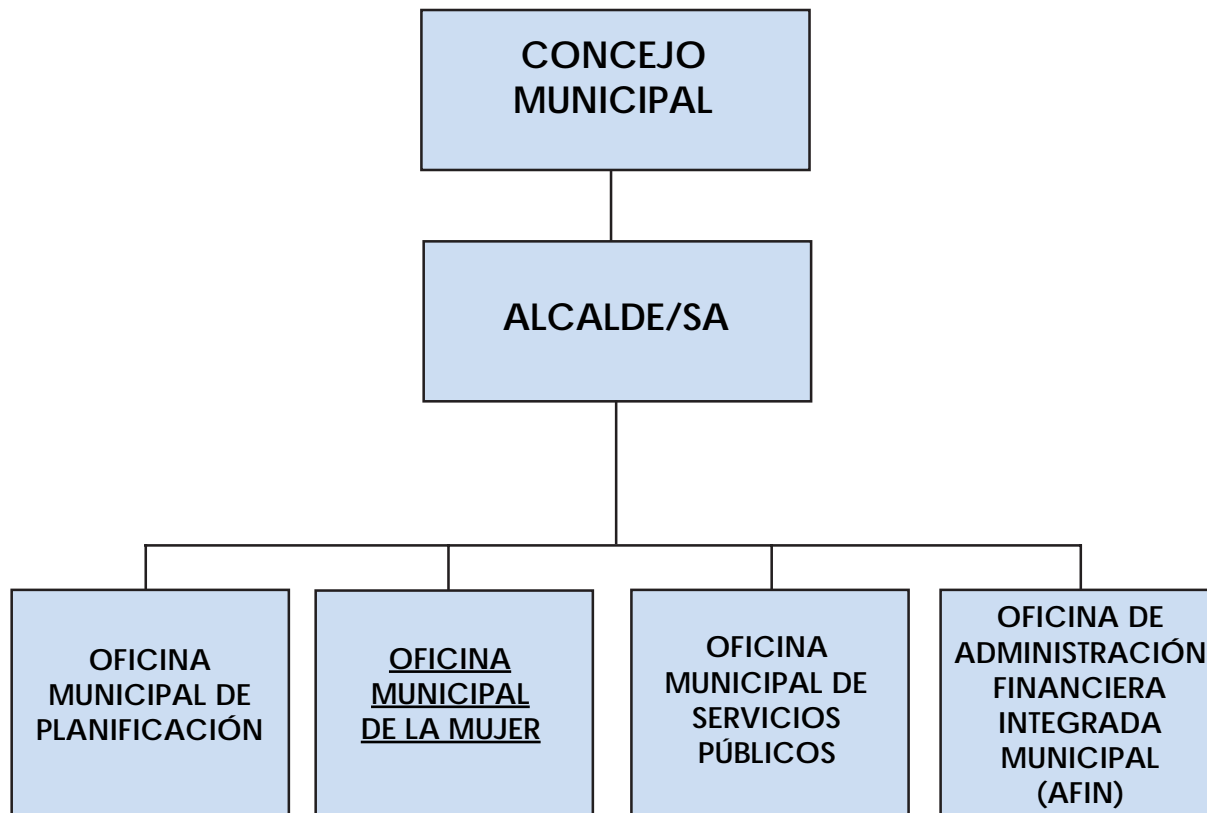 CONCEJO
MUNICIPAL
ALCALDE/SA
OFICINA
MUNICIPAL DE
PLANIFICACIÓN
OFICINA
MUNICIPAL
DE LA MUJER
OFICINA
MUNICIPAL DE
SERVICIOS
PÚBLICOS
OFICINA DE
ADMINISTRACIÓN
FINANCIERA
INTEGRADA
MUNICIPAL
(AFIN)